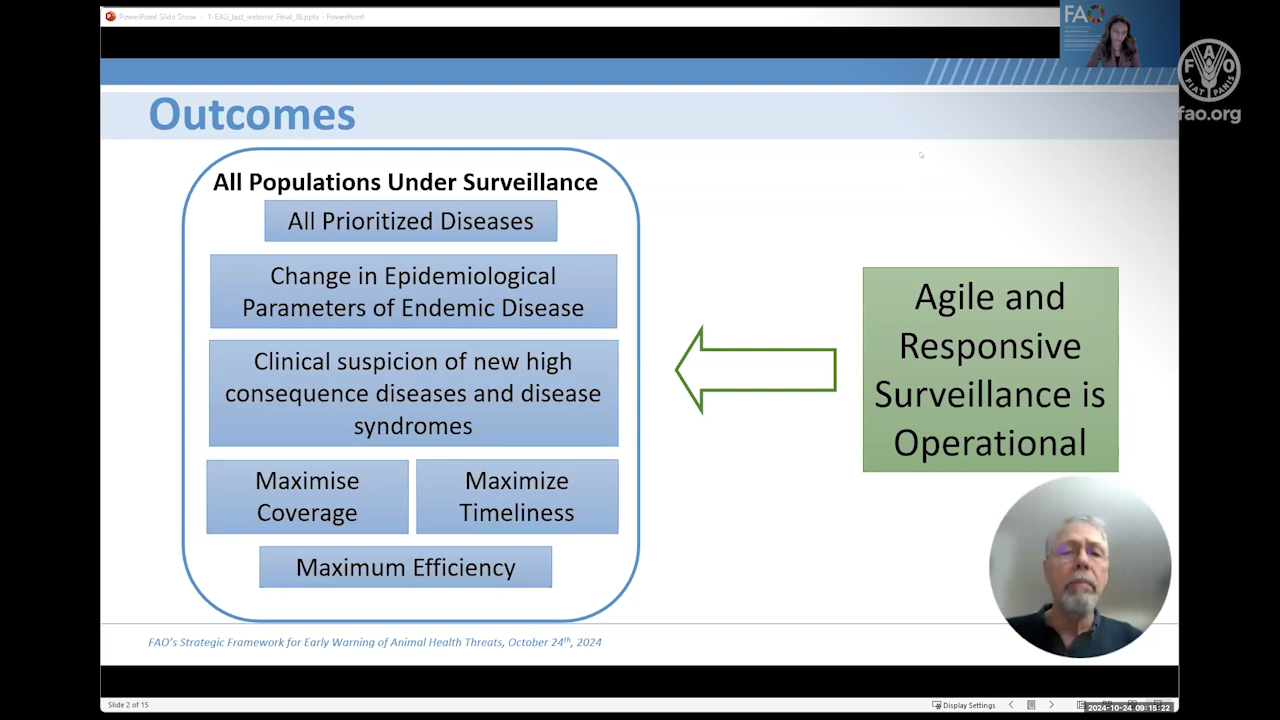 PowerPoint Slide Show - 1-EAG_last_webinar_Final_IB.pptx - PowerPoint
FAO
FAO
FIAT PANIS
fao.org
Outcomes
All Populations Under Surveillance
All Prioritized Diseases
Change in Epidemiological
Parameters of Endemic Disease
Clinical suspicion of new high
consequence diseases and disease
syndromes
Maximise
Coverage
Maximize
Timeliness
Maximum Efficiency
Agile and
Responsive
Surveillance is
Operational
FAO's Strategic Framework for Early Warning of Animal Health Threats, October 24th, 2024
Slide 2 of 15
Display Settings
2024-10-24 09:15:22